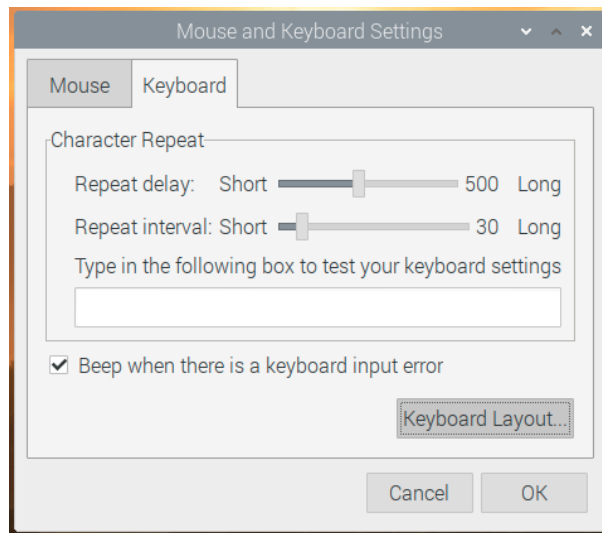 Mouse and Keyboard Settings
Mouse Keyboard
Character Repeat
Repeat delay: Short 500 Long
Repeat interval: Short 30 Long
Type in the following box to test your keyboard settings
Beep when there is a keyboard input error
Keyboard Layout...
Cancel OK